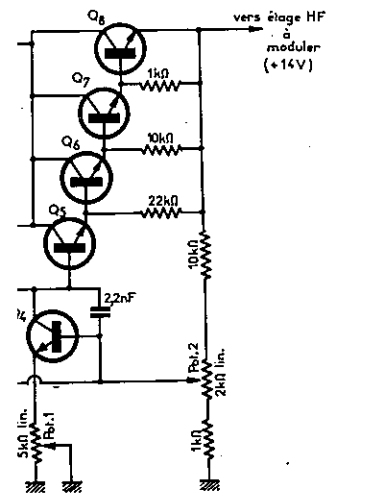 Q8
vers étage HF
à
moduler
(+14V)
Q7
1kΩ
Q6
10kΩ
Q5
22kΩ
10kΩ
2,2nF
Pot.2
2kΩ lin.
5kΩ lin.
Pot.1
1kΩ